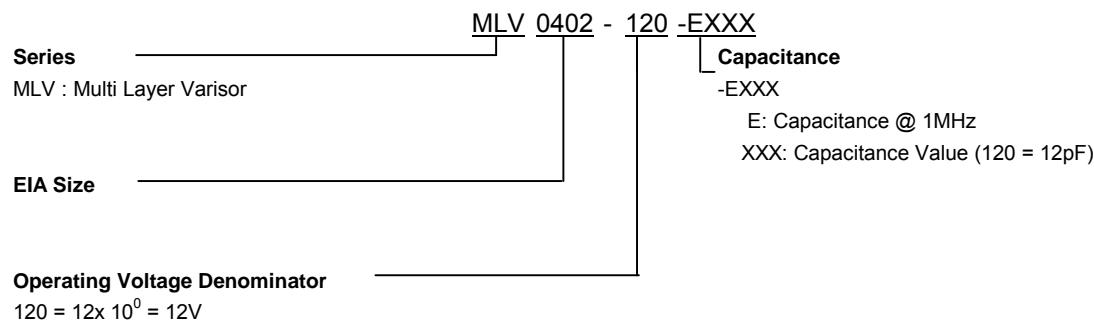 MLV 0402 - 120 -EXXX
Series
MLV : Multi Layer Varisor
Capacitance
-EXXX
E: Capacitance @ 1MHz
XXX: Capacitance Value (120 = 12pF)
EIA Size
Operating Voltage Denominator
120 = 12x 10⁰ = 12V